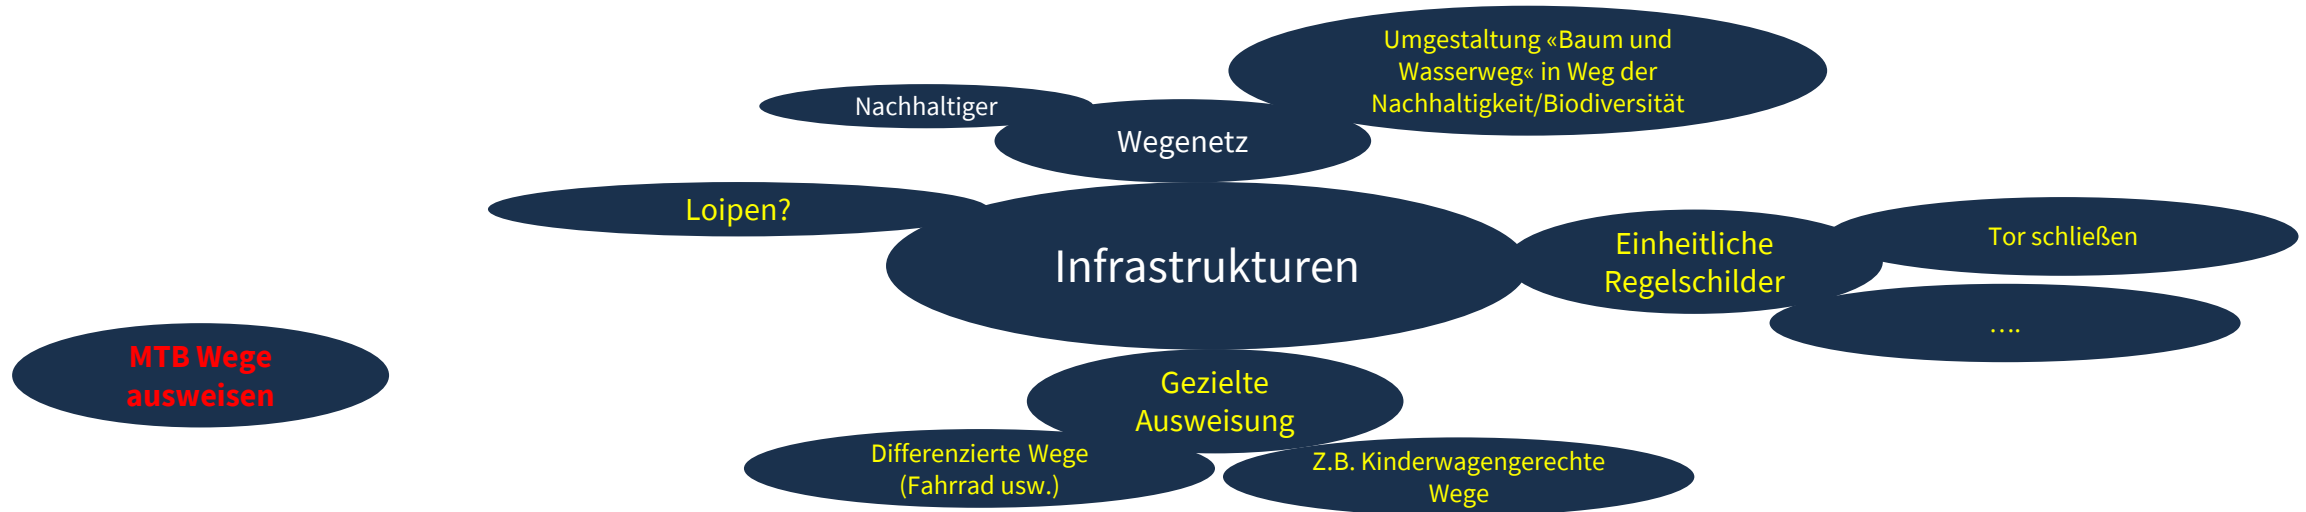 Umgestaltung «Baum und
Wasserweg« in Weg der
Nachhaltigkeit/Biodiversität
Nachhaltiger
Wegenetz
Loipen?
Infrastrukturen
Einheitliche
Regelschilder
Tor schließen
....
MTB Wege
ausweisen
Gezielte
Ausweisung
Differenzierte Wege
(Fahrrad usw.)
Z.B. Kinderwagengerechte
Wege